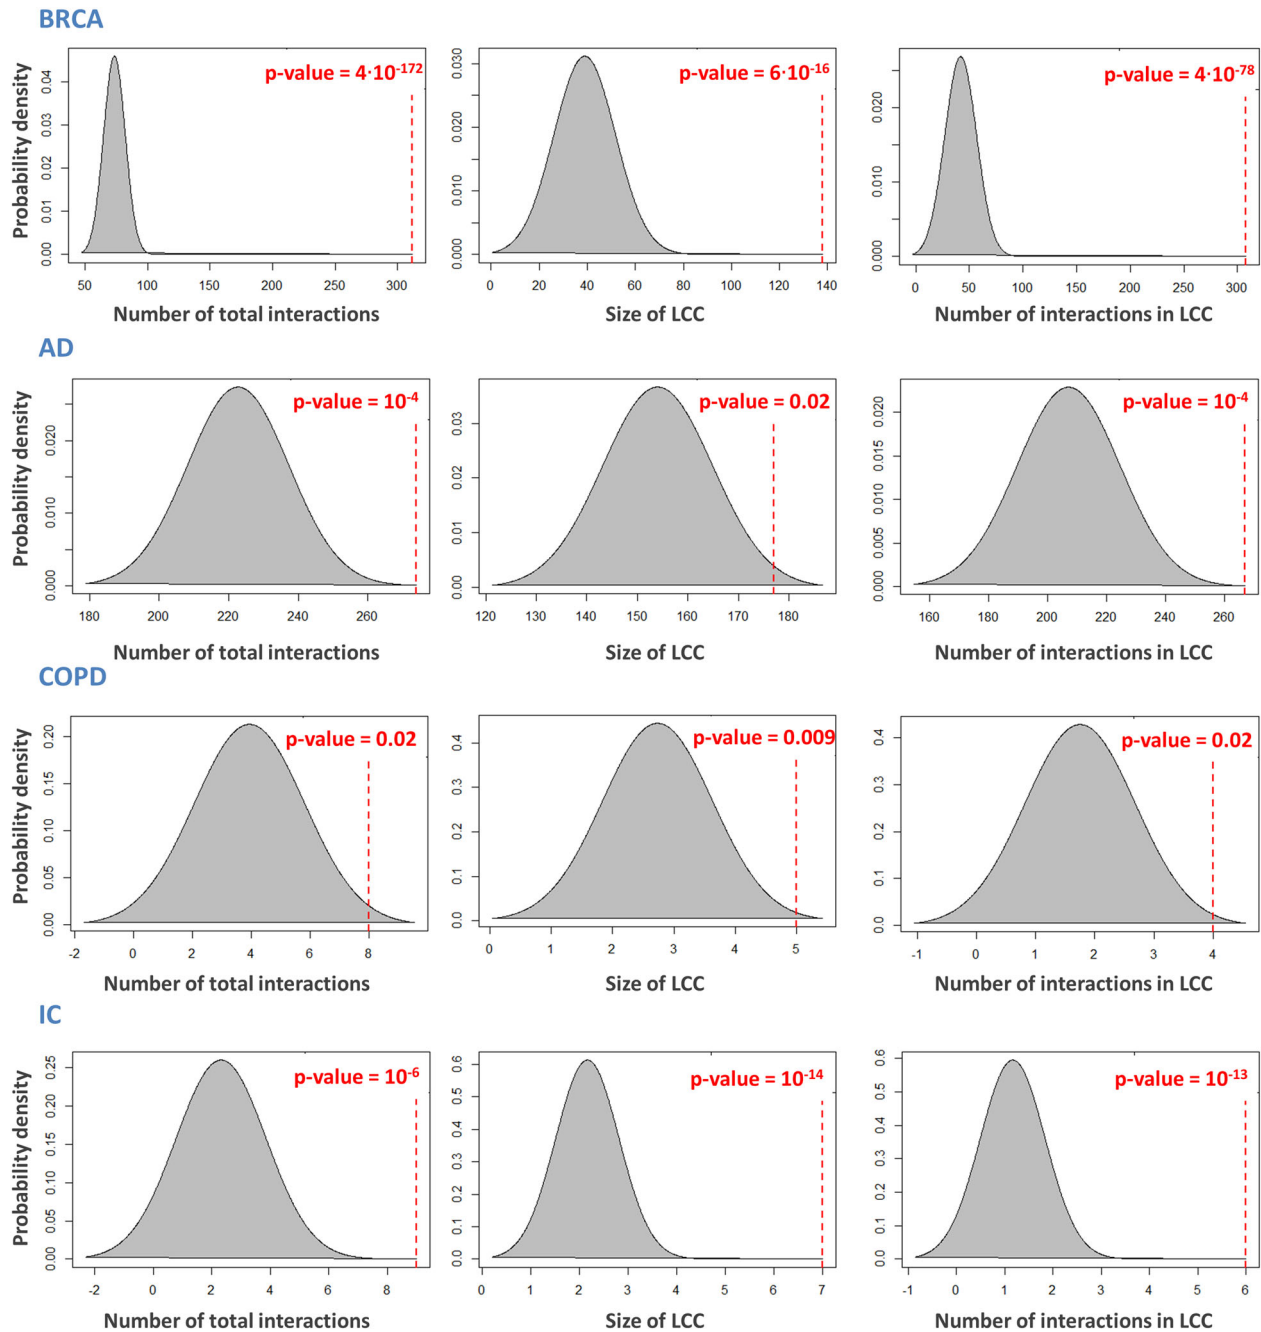 BRCA
Probability density
0.00 0.01 0.02 0.03 0.04
p-value = 4·10-172
50 100 150 200 250 300
Number of total interactions
0.000 0.010 0.020 0.030
p-value = 6·10-16
0 20 40 60 80 100 120 140
Size of LCC
0.000 0.010 0.020
p-value = 4·10-78
0 50 100 150 200 250 300
Number of interactions in LCC
AD
Probability density
0.000 0.010 0.020
p-value = 10-4
180 200 220 240 260
Number of total interactions
0.00 0.01 0.02 0.03
p-value = 0.02
120 130 140 150 160 170 180
Size of LCC
0.000 0.005 0.010 0.015 0.020
p-value = 10-4
160 180 200 220 240 260
Number of interactions in LCC
COPD
Probability density
0.00 0.05 0.10 0.15 0.20
p-value = 0.02
-2 0 2 4 6 8
Number of total interactions
0.0 0.1 0.2 0.3 0.4
p-value = 0.009
0 1 2 3 4 5
Size of LCC
0.0 0.1 0.2 0.3 0.4
p-value = 0.02
-1 0 1 2 3 4
Number of interactions in LCC
IC
Probability density
0.00 0.05 0.10 0.15 0.20 0.25
p-value = 10-6
-2 0 2 4 6 8
Number of total interactions
0.0 0.1 0.2 0.3 0.4 0.5 0.6
p-value = 10-14
0 1 2 3 4 5 6 7
Size of LCC
0.0 0.1 0.2 0.3 0.4 0.5 0.6
p-value = 10-13
-1 0 1 2 3 4 5 6
Number of interactions in LCC